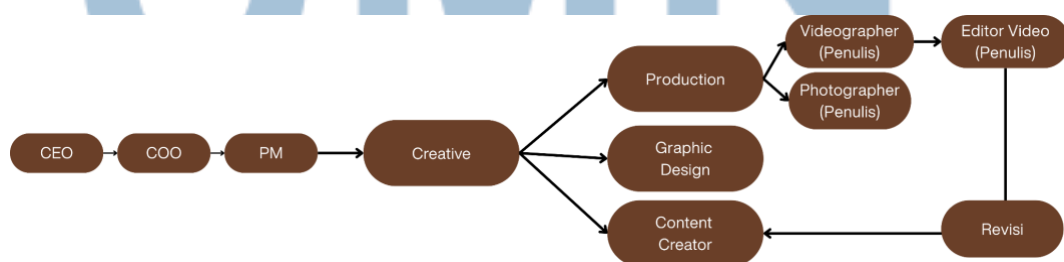 CEO
COO
PM
Creative
Production
Videographer
(Penulis)
Editor Video
(Penulis)
Photographer
(Penulis)
Graphic
Design
Content
Creator
Revisi